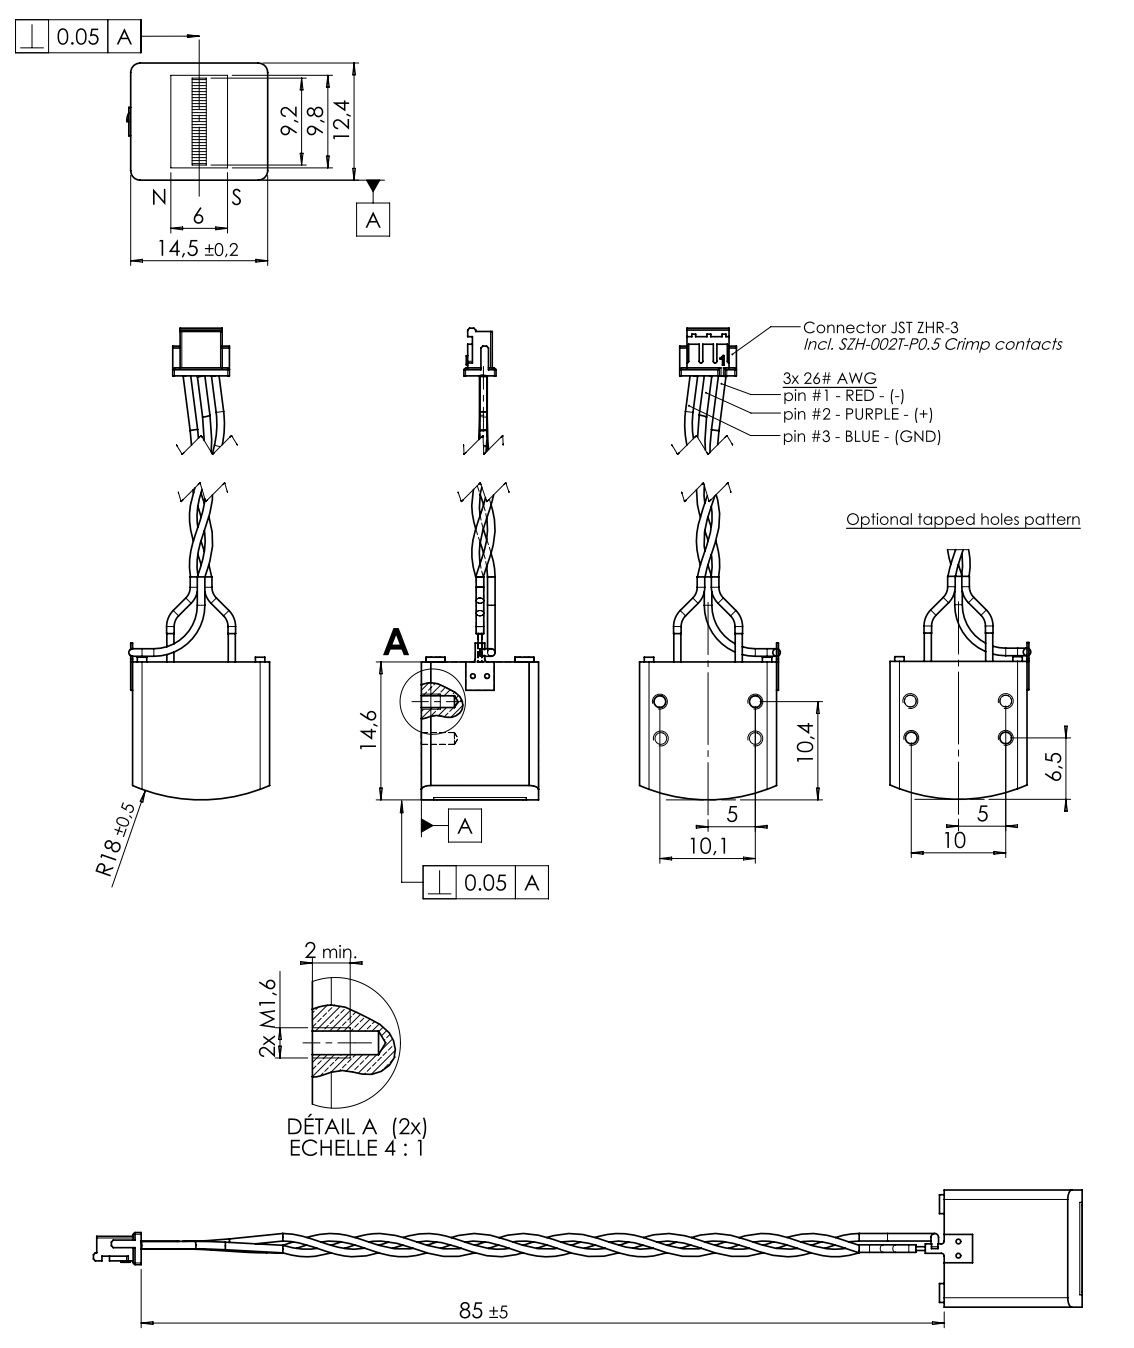 ⊥ 0.05 A
9,2
9,8
12,4
N
S
6
14,5 ±0,2
A
Connector JST ZHR-3
Incl. SZH-002T-P0.5 Crimp contacts
1
3x 26# AWG
pin #1 - RED - (-)
pin #2 - PURPLE - (+)
pin #3 - BLUE - (GND)
Optional tapped holes pattern
A
14,6
10,4
6,5
R18 ±0,5
A
5
10,1
5
10
⊥ 0.05 A
2 min.
2x M1,6
DÉTAIL A (2x)
ECHELLE 4 : 1
85 ±5